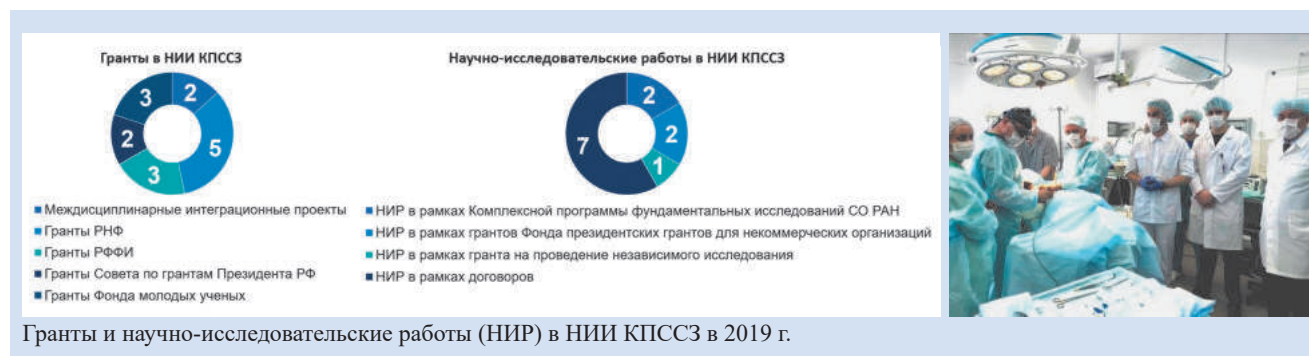 Гранты в НИИ КПССЗ
3
2
2
5
3
Междисциплинарные интеграционные проекты
Гранты РНФ
Гранты РФФИ
Гранты Совета по грантам Президента РФ
Гранты Фонда молодых ученых
Научно-исследовательские работы в НИИ КПССЗ
2
7
2
1
НИР в рамках Комплексной программы фундаментальных исследований СО РАН
НИР в рамках грантов Фонда президентских грантов для некоммерческих организаций
НИР в рамках гранта на проведение независимого исследования
НИР в рамках договоров
Гранты и научно-исследовательские работы (НИР) в НИИ КПССЗ в 2019 г.